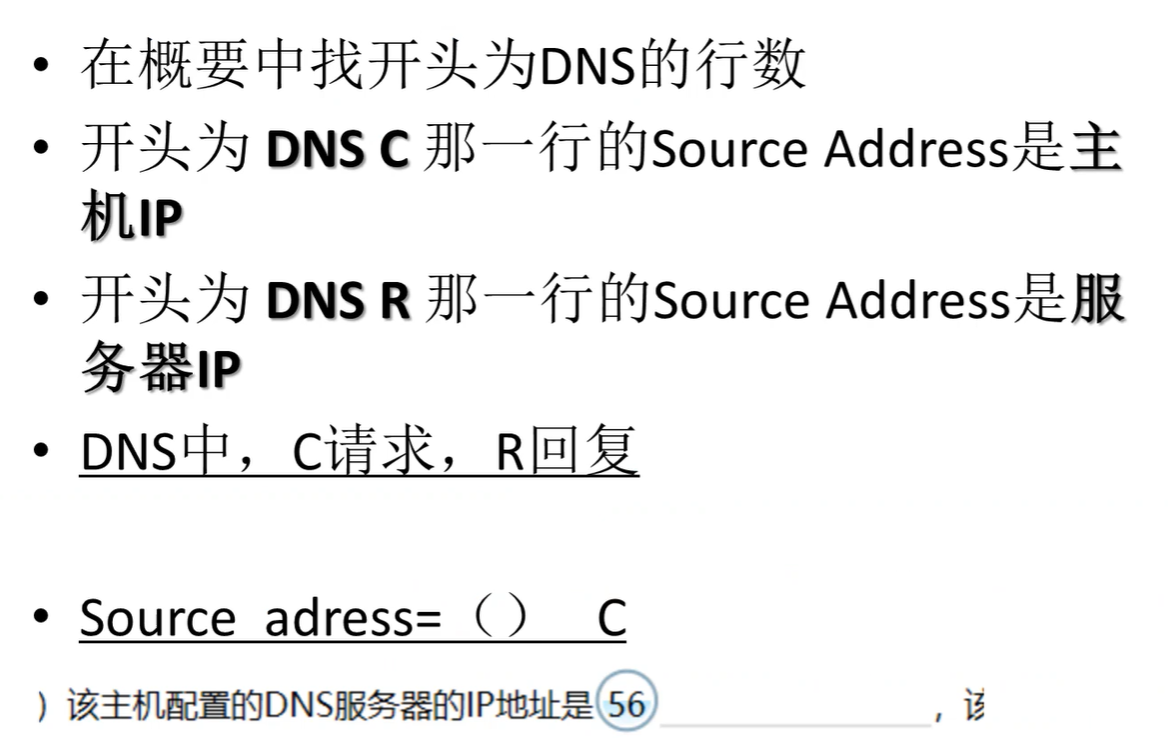 • 在概要中找开头为DNS的行数
• 开头为 DNS C 那一行的Source Address是主
机IP
• 开头为 DNS R 那一行的Source Address是服
务器IP
• DNS中，C请求，R回复
• Source adress=（） C
）该主机配置的DNS服务器的IP地址是 56 ，